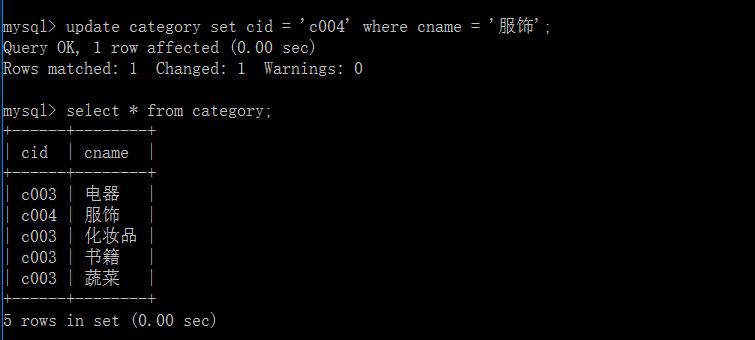 mysql> update category set cid = 'c004' where cname = '服饰';
Query OK, 1 row affected (0.00 sec)
Rows matched: 1  Changed: 1  Warnings: 0

mysql> select * from category;
+------+--------+
| cid  | cname  |
+------+--------+
| c003 | 电器   |
| c004 | 服饰   |
| c003 | 化妆品 |
| c003 | 书籍   |
| c003 | 蔬菜   |
+------+--------+
5 rows in set (0.00 sec)